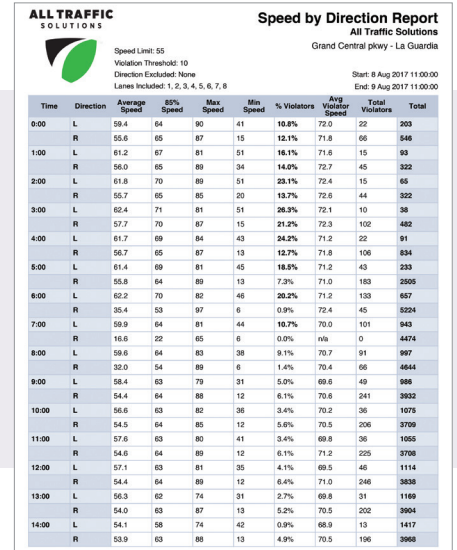 ALL TRAFFIC
SOLUTIONS
Speed by Direction Report
All Traffic Solutions
Grand Central pkwy - La Guardia
Speed Limit: 55
Violation Threshold: 10
Direction Excluded: None
Lanes Included: 1, 2, 3, 4, 5, 6, 7, 8
Start: 8 Aug 2017 11:00:00
End: 9 Aug 2017 11:00:00
Time Direction Average Speed 85% Speed Max Speed Min Speed % Violators Avg Violator Speed Total Violators Total
0:00 L 59.4 64 90 41 10.8% 72.0 22 203
R 55.6 65 87 15 12.1% 71.8 66 546
1:00 L 61.2 67 81 51 16.1% 71.6 15 93
R 56.0 65 89 34 14.0% 72.7 45 322
2:00 L 61.8 70 89 51 23.1% 72.4 15 65
R 55.7 65 85 20 13.7% 72.6 44 322
3:00 L 62.4 71 81 51 26.3% 72.1 10 38
R 57.7 70 87 15 21.2% 72.3 102 482
4:00 L 61.7 69 84 43 24.2% 71.2 22 91
R 56.7 65 87 13 12.7% 71.8 106 834
5:00 L 61.4 69 81 45 18.5% 71.2 43 233
R 55.8 64 89 13 7.3% 71.0 183 2505
6:00 L 62.2 70 82 46 20.2% 71.2 133 657
R 35.4 53 97 6 0.9% 72.4 45 5224
7:00 L 59.9 64 81 44 10.7% 70.0 101 943
R 16.6 22 65 6 0.0% n/a 0 4474
8:00 L 59.6 64 83 38 9.1% 70.7 91 997
R 32.0 54 89 6 1.4% 70.4 66 4644
9:00 L 58.4 63 79 31 5.0% 69.6 49 986
R 54.4 64 88 12 6.1% 70.6 241 3932
10:00 L 56.6 63 82 36 3.4% 70.2 36 1075
R 54.5 64 85 12 5.6% 70.5 206 3709
11:00 L 57.6 63 80 41 3.4% 69.8 36 1055
R 54.6 64 89 12 6.1% 71.2 225 3708
12:00 L 57.1 63 81 35 4.1% 69.5 46 1114
R 54.4 64 89 12 6.4% 71.0 246 3838
13:00 L 56.3 62 74 31 2.7% 69.8 31 1169
R 54.0 63 87 13 5.2% 70.5 202 3904
14:00 L 54.1 58 74 42 0.9% 68.9 13 1417
R 53.9 63 88 13 4.9% 70.5 196 3968